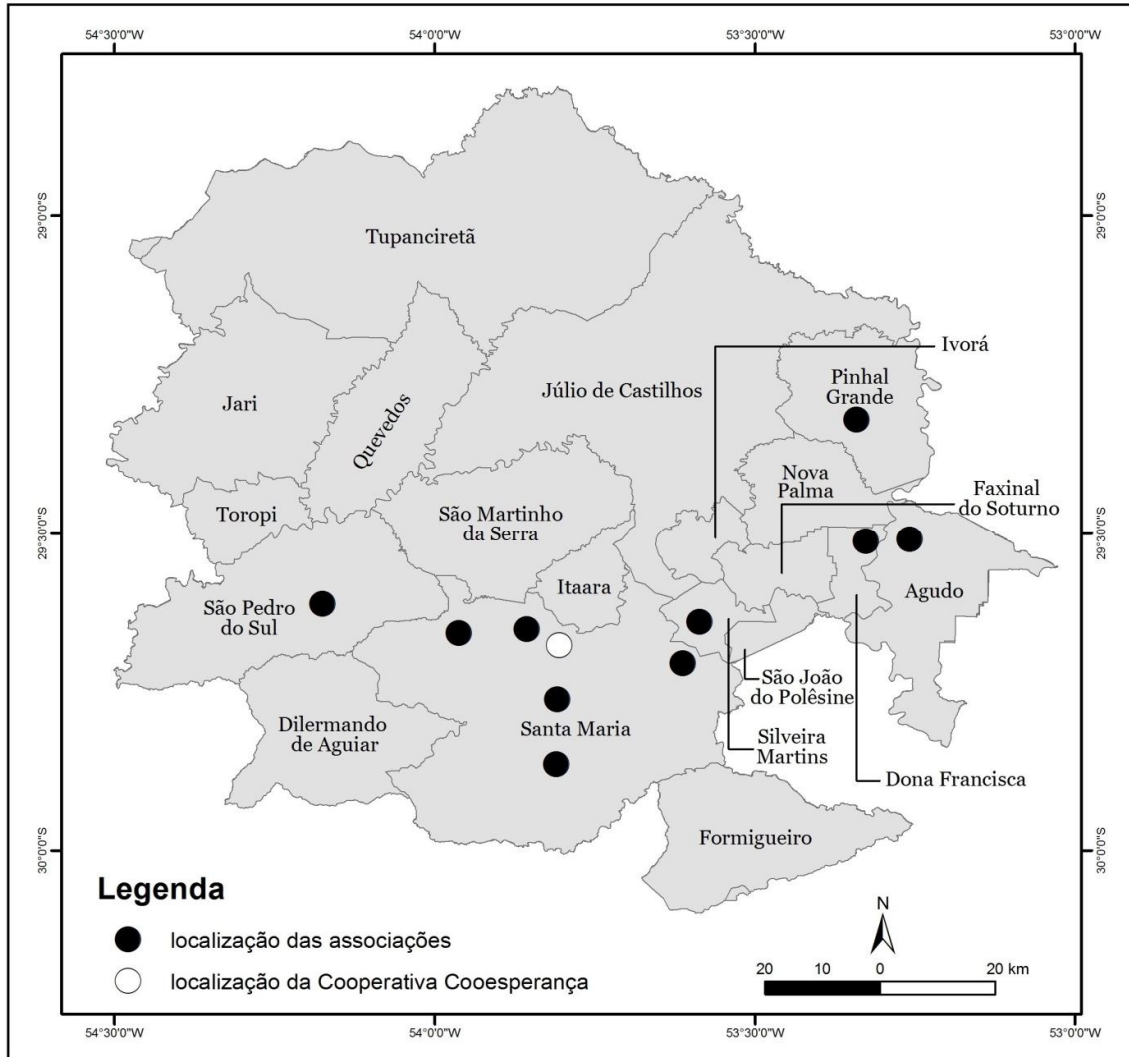 54°30'0"W
54°0'0"W
53°30'0"W
53°0'0"W
29°0'0"S
29°0'0"S
Tupanciretã
Ivorá
Júlio de Castilhos
Pinhal
Grande
Jari
Quevedos
Nova
Palma
Faxinal
do Soturno
Toropi
São Martinho
da Serra
29°30'0"S
29°30'0"S
Itaara
Agudo
São Pedro
do Sul
São João
do Polêsine
Dilermando
de Aguiar
Santa Maria
Silveira
Martins
Dona Francisca
Formigueiro
30°0'0"S
30°0'0"S
Legenda
localização das associações
localização da Cooperativa Cooesperança
N
20 10 0 20 km
54°30'0"W
54°0'0"W
53°30'0"W
53°0'0"W